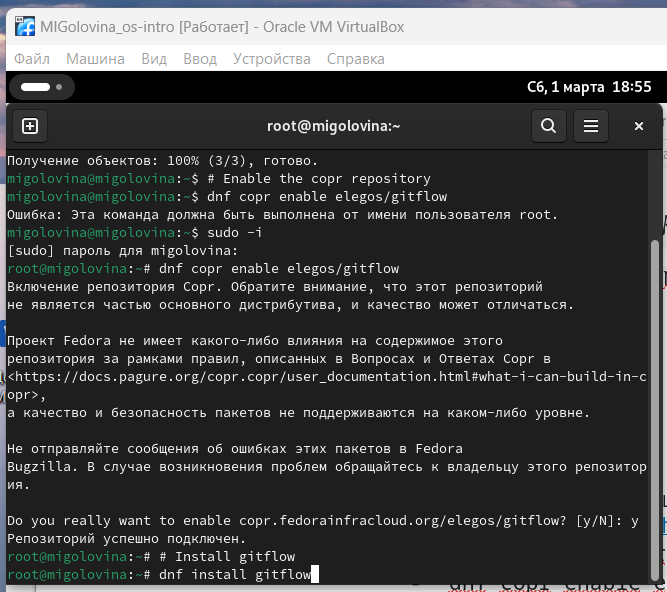 MIGolovina_os-intro [Работает] - Oracle VM VirtualBox
Файл Машина Вид Ввод Устройства Справка
Сб, 1 марта 18:55
root@migolovina:~
Получение объектов: 100% (3/3), готово.
migolovina@migolovina:~$ # Enable the copr repository
migolovina@migolovina:~$ dnf copr enable elegos/gitflow
Ошибка: Эта команда должна быть выполнена от имени пользователя root.
migolovina@migolovina:~$ sudo -i
[sudo] пароль для migolovina:
root@migolovina:~# dnf copr enable elegos/gitflow
Включение репозитория Copr. Обратите внимание, что этот репозиторий
не является частью основного дистрибутива, и качество может отличаться.
Проект Fedora не имеет какого-либо влияния на содержимое этого
репозитория за рамками правил, описанных в Вопросах и Ответах Copr в
<https://docs.pagure.org/copr.copr/user_documentation.html#what-i-can-build-in-c
opr>,
а качество и безопасность пакетов не поддерживаются на каком-либо уровне.
Не отправляйте сообщения об ошибках этих пакетов в Fedora
Bugzilla. В случае возникновения проблем обращайтесь к владельцу этого репозитор
ия.
Do you really want to enable copr.fedorainfracloud.org/elegos/gitflow? [y/N]: y
Репозиторий успешно подключен.
root@migolovina:~# # Install gitflow
root@migolovina:~# dnf install gitflow